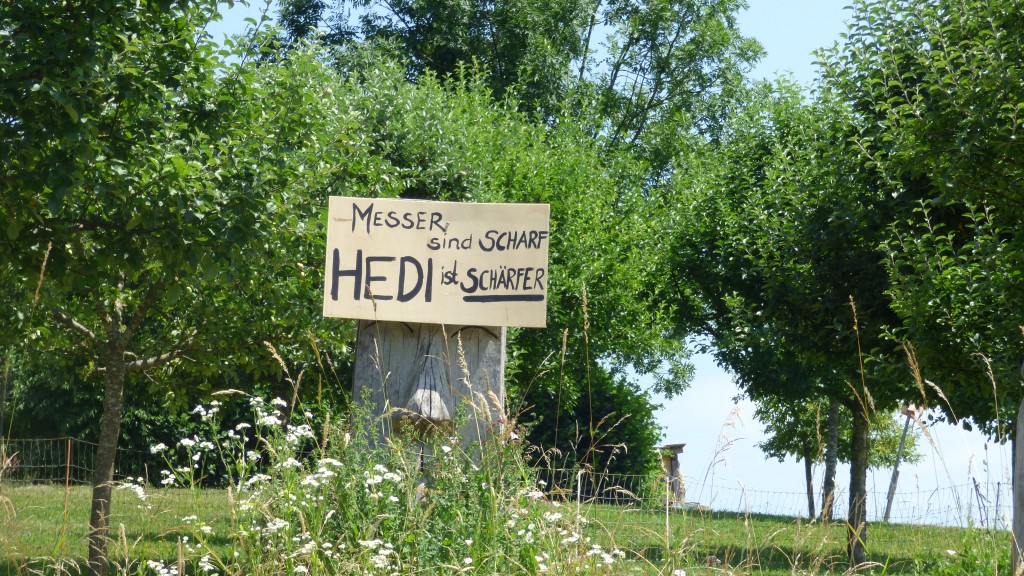 MESSER,
sind SCHARF
HEDI ist SCHÄRFER